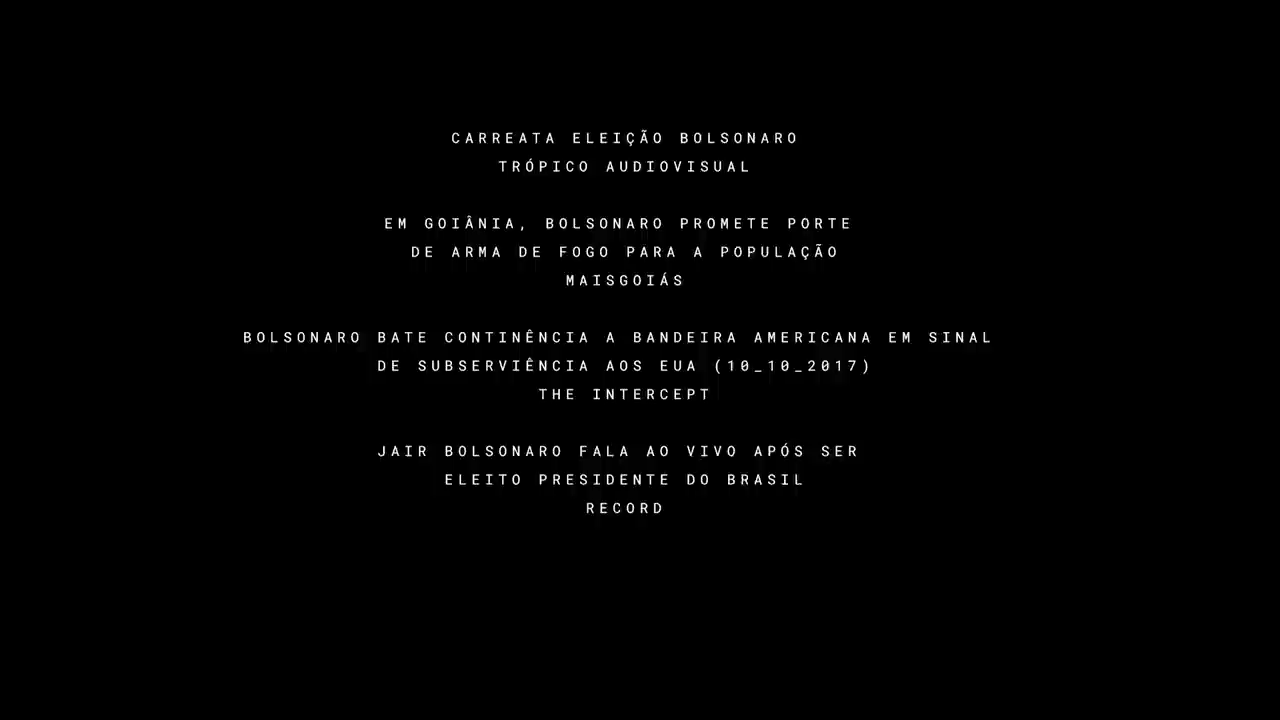 CARREATA ELEIÇÃO BOLSONARO
TRÓPICO AUDIOVISUAL
EM GOIÂNIA, BOLSONARO PROMETE PORTE
DE ARMA DE FOGO PARA A POPULAÇÃO
MAISGOIÁS
BOLSONARO BATE CONTINÊNCIA A BANDEIRA AMERICANA EM SINAL
DE SUBSERVIÊNCIA AOS EUA (10_10_2017)
THE INTERCEPT
JAIR BOLSONARO FALA AO VIVO APÓS SER
ELEITO PRESIDENTE DO BRASIL
RECORD